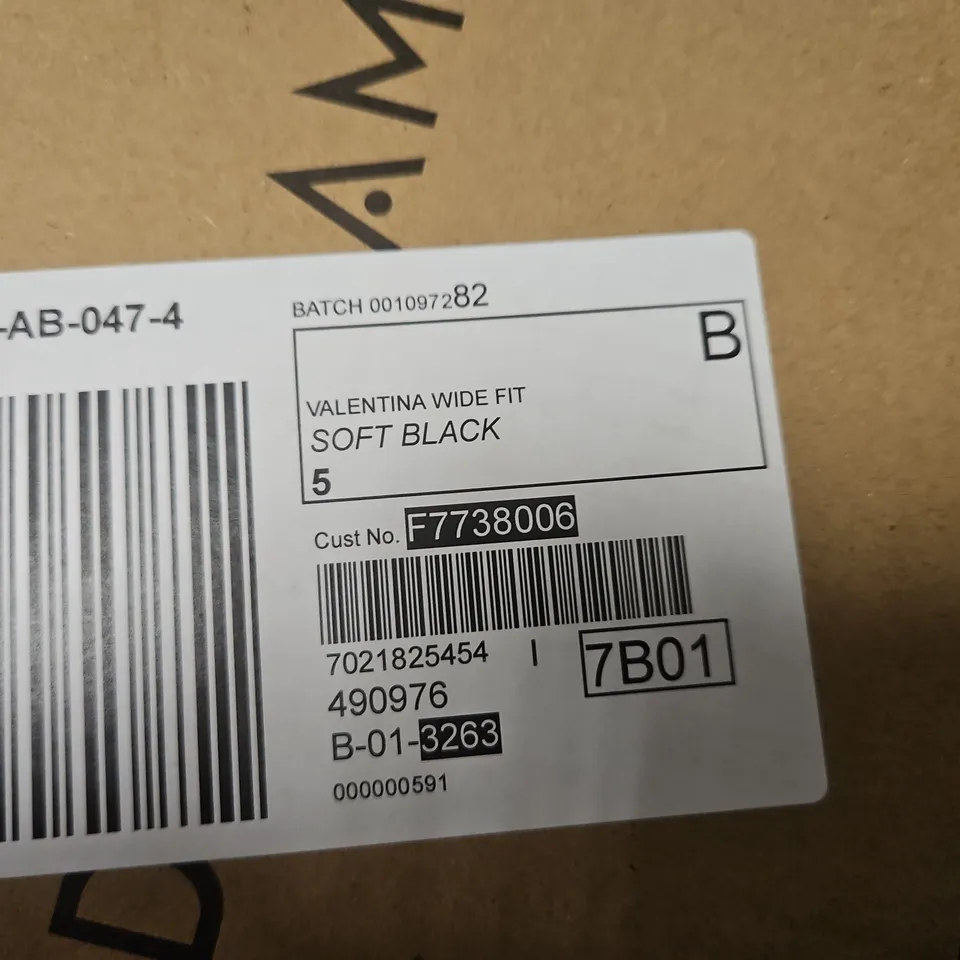 -AB-047-4
BATCH 001097282
B
VALENTINA WIDE FIT
SOFT BLACK
5
Cust No. F7738006
7021825454 I
7B01
490976
B-01-3263
000000591